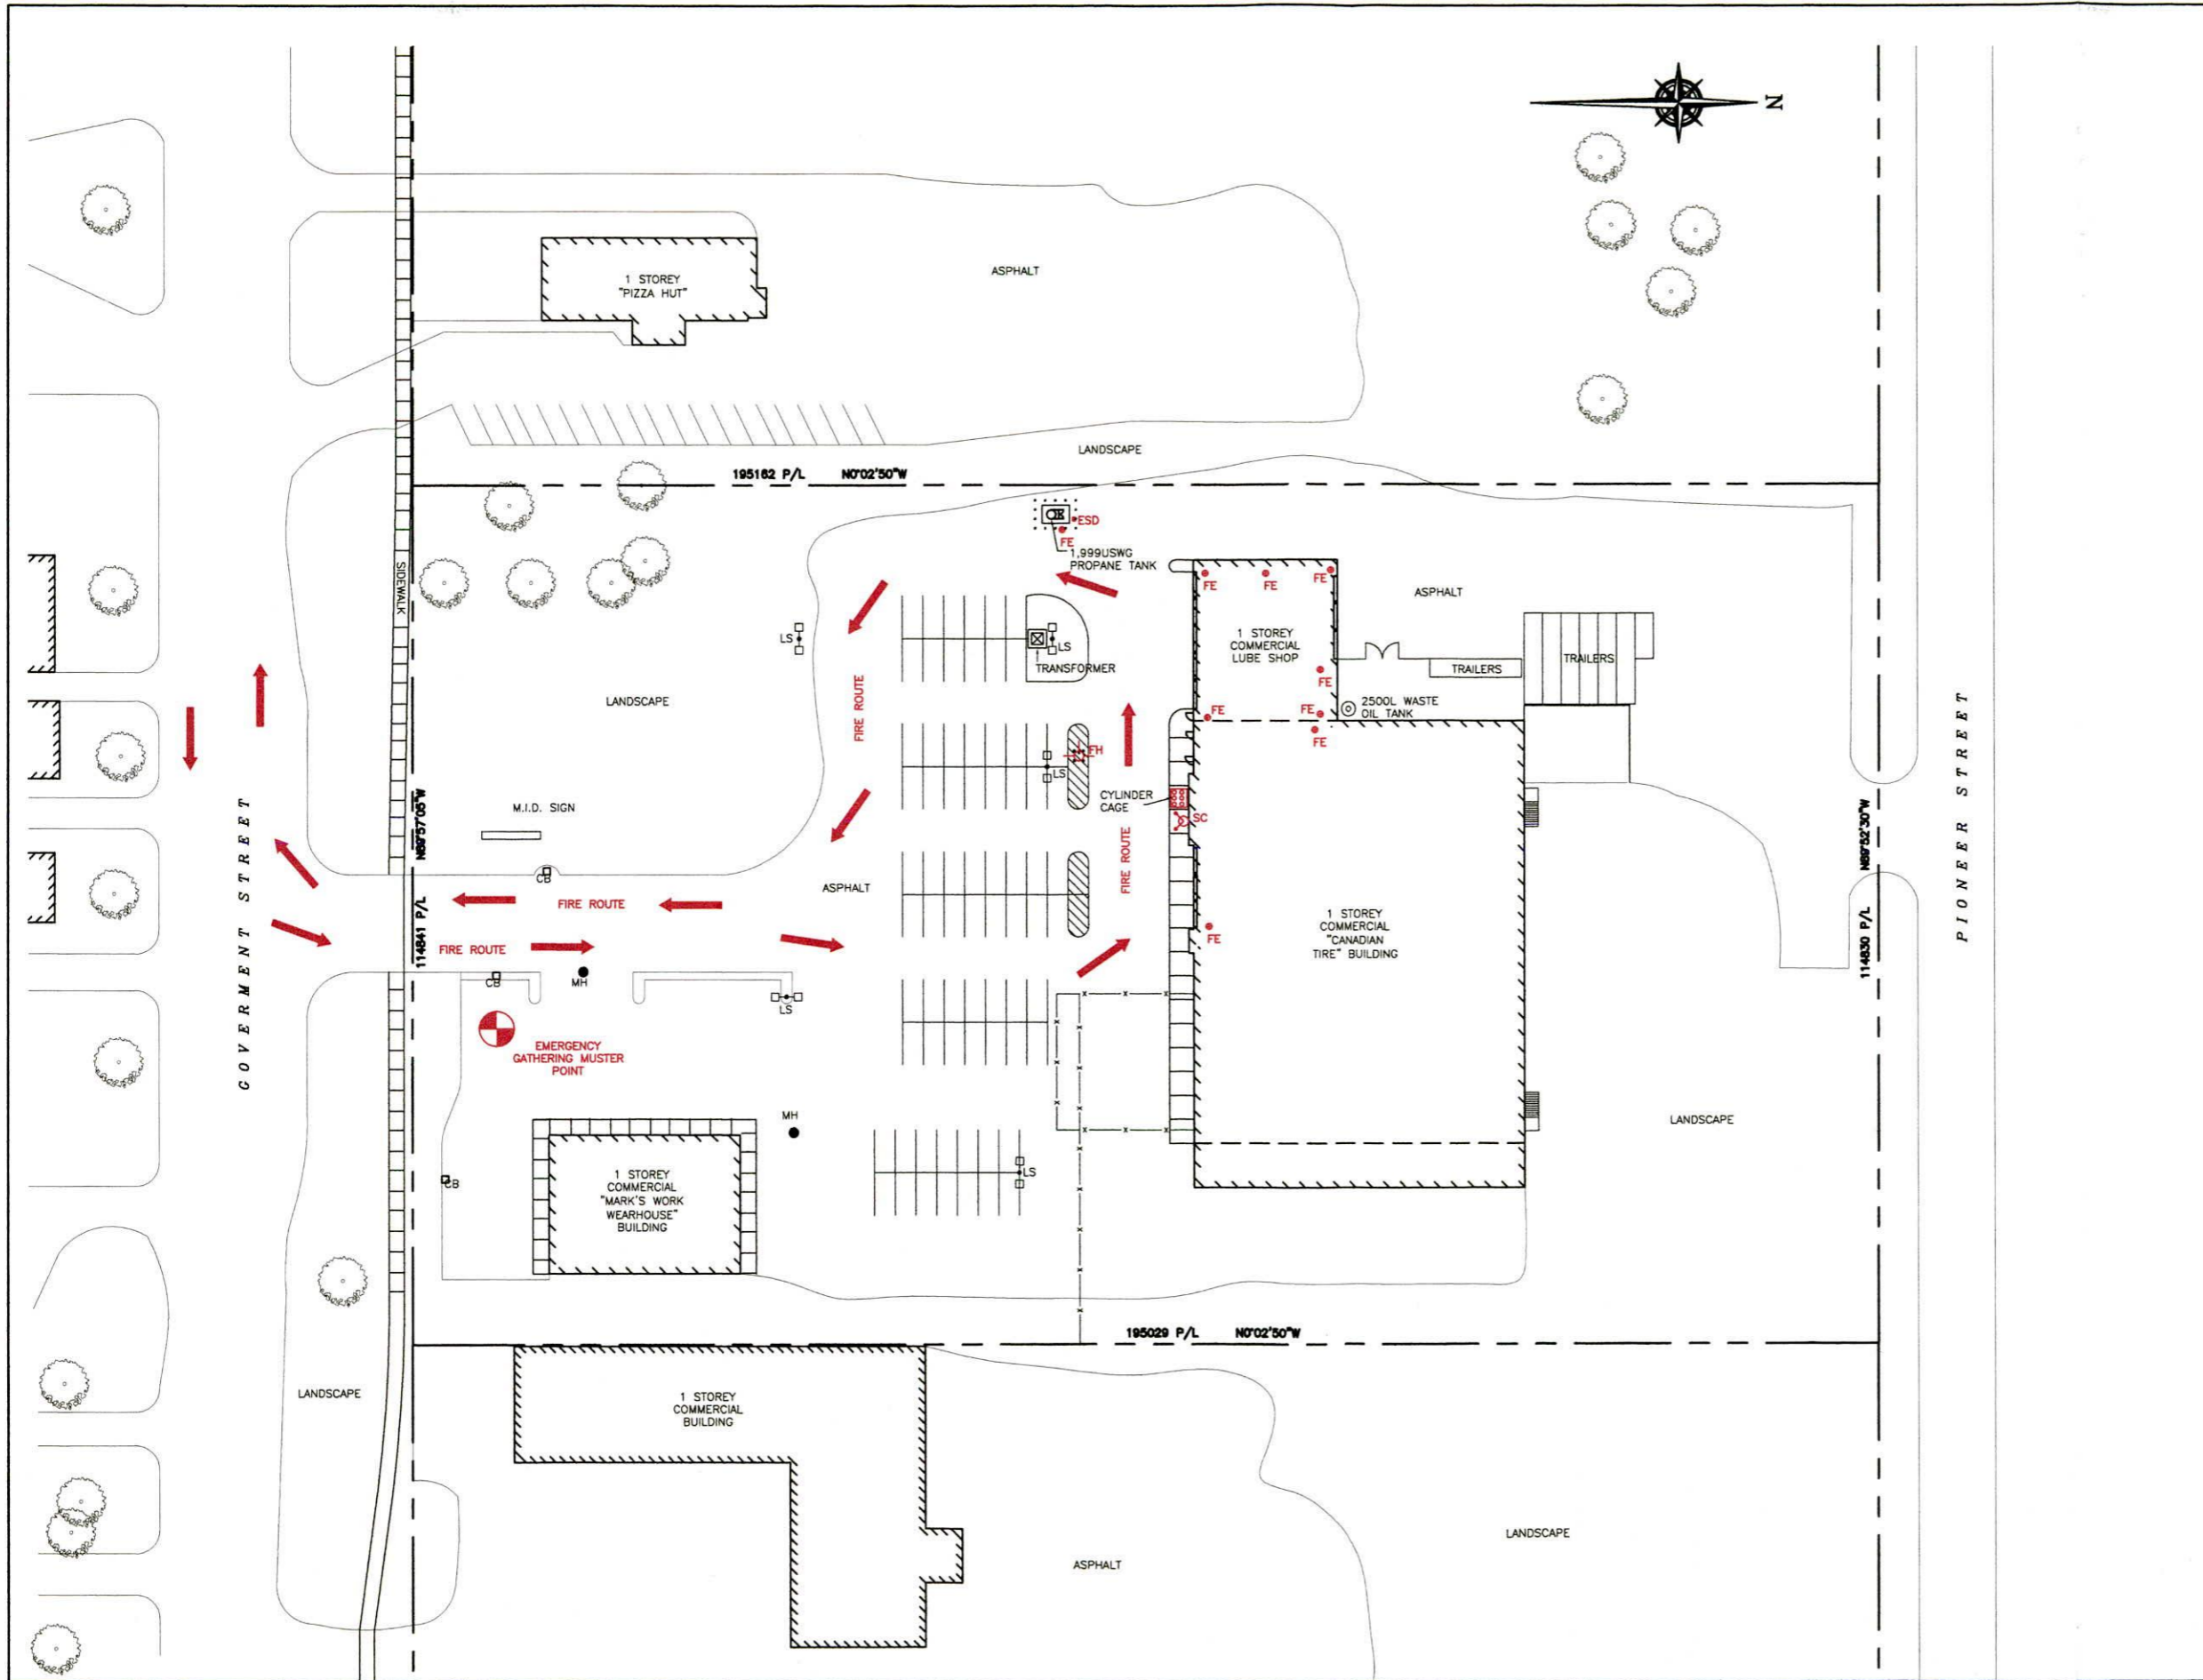 N
1 STOREY
"PIZZA HUT"
ASPHALT
LANDSCAPE
195162 P/L N0°02'50"W
ESD
FE
1,999USWG
PROPANE TANK
SIDEWALK
FE
FE
FE
ASPHALT
1 STOREY
COMMERCIAL
LUBE SHOP
LS
LS
TRANSFORMER
TRAILERS
TRAILERS
FE
LANDSCAPE
FIRE ROUTE
2500L WASTE
OIL TANK
FE
FE
FE
FH
LS
M.I.D. SIGN
CYLINDER
CAGE
SC
N89°57'05"W
114841 P/L
GOVERMENT STREET
PIONEER STREET
N89°52'30"W
114830 P/L
CB
ASPHALT
FIRE ROUTE
FIRE ROUTE
FIRE ROUTE
FE
1 STOREY
COMMERCIAL
"CANADIAN
TIRE" BUILDING
CB
MH
LS
EMERGENCY
GATHERING MUSTER
POINT
MH
LANDSCAPE
CB
1 STOREY
COMMERCIAL
"MARK'S WORK
WEARHOUSE"
BUILDING
LS
195029 P/L N0°02'50"W
LANDSCAPE
1 STOREY
COMMERCIAL
BUILDING
LANDSCAPE
ASPHALT